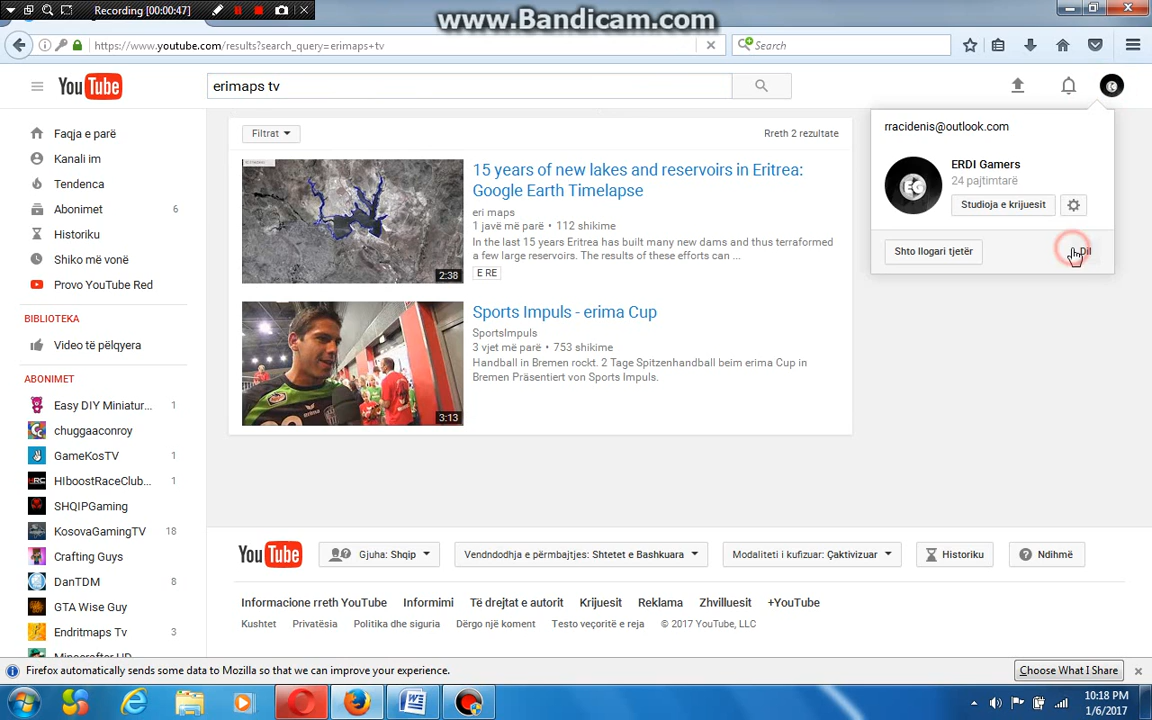 Recording [00:00:47]
www.Bandicam.com
https://www.youtube.com/results?search_query=erimaps+tv
Search
YouTube
erimaps tv
Faqja e parë
Kanali im
Tendenca
Abonimet 6
Historiku
Shiko më vonë
Provo YouTube Red
BIBLIOTEKA
Video të pëlqyera
ABONIMET
Easy DIY Miniatur... 1
chuggaaconroy
GameKosTV 1
HIboostRaceClub... 1
SHQIPGaming
KosovaGamingTV 18
Crafting Guys
DanTDM 8
GTA Wise Guy
Endritmaps Tv 3
Minecrafter HD
Filtrat
Rreth 2 rezultate
15 years of new lakes and reservoirs in Eritrea:
Google Earth Timelapse
eri maps
1 javë më parë • 112 shikime
In the last 15 years Eritrea has built many new dams and thus terraformed
a few large reservoirs. The results of these efforts can ...
E RE
2:38
Sports Impuls - erima Cup
SportsImpuls
3 vjet më parë • 753 shikime
Handball in Bremen rockt. 2 Tage Spitzenhandball beim erima Cup in
Bremen Präsentiert von Sports Impuls.
3:13
rracidenis@outlook.com
EG
ERDI Gamers
24 pajtimtarë
Studioja e krijuesit
Shto llogari tjetër
Dil
YouTube
Gjuha: Shqip
Vendndodhja e përmbajtjes: Shtetet e Bashkuara
Modaliteti i kufizuar: Çaktivizuar
Historiku
Ndihmë
Informacione rreth YouTube Informimi Të drejtat e autorit Krijuesit Reklama Zhvilluesit +YouTube
Kushtet Privatësia Politika dhe siguria Dërgo një koment Testo veçoritë e reja © 2017 YouTube, LLC
Firefox automatically sends some data to Mozilla so that we can improve your experience.
Choose What I Share
10:18 PM
1/6/2017